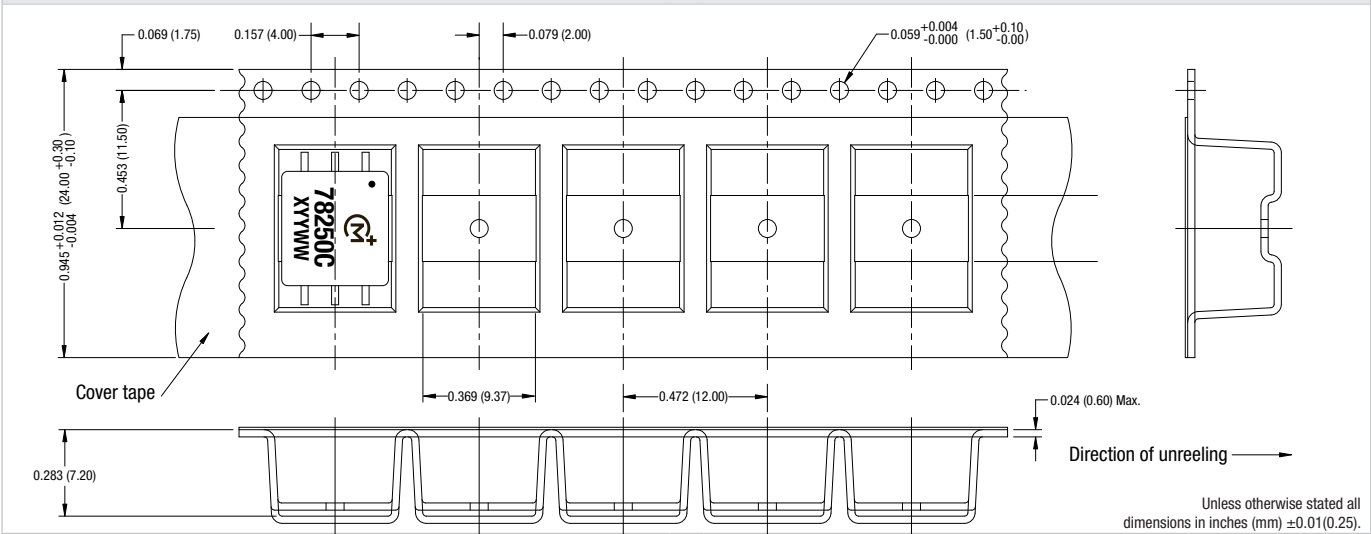 0.069 (1.75)
0.157 (4.00)
0.079 (2.00)
0.059 +0.004 -0.000 (1.50 +0.10 -0.00)
0.945 +0.012 -0.004 (24.00 +0.30 -0.10 )
0.453 (11.50)
78250C
XYYWW
M+
Cover tape
0.369 (9.37)
0.472 (12.00)
0.024 (0.60) Max.
0.283 (7.20)
Direction of unreeling
Unless otherwise stated all
dimensions in inches (mm) ±0.01(0.25).